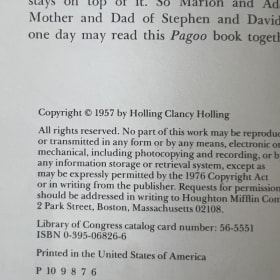 stays on top of it. So Marion and Ad
Mother and Dad of Stephen and David
one day may read this Pagoo book togeth
Copyright © 1957 by Holling Clancy Holling
All rights reserved. No part of this work may be reproduc
or transmitted in any form or by any means, electronic or
mechanical, including photocopying and recording, or by
any information storage or retrieval system, except as
may be expressly permitted by the 1976 Copyright Act
or in writing from the publisher. Requests for permission
should be addressed in writing to Houghton Mifflin Com
2 Park Street, Boston, Massachusetts 02108.
Library of Congress catalog card number: 56-5551
ISBN 0-395-06826-6
Printed in the United States of America
P 10 9 8 7 6